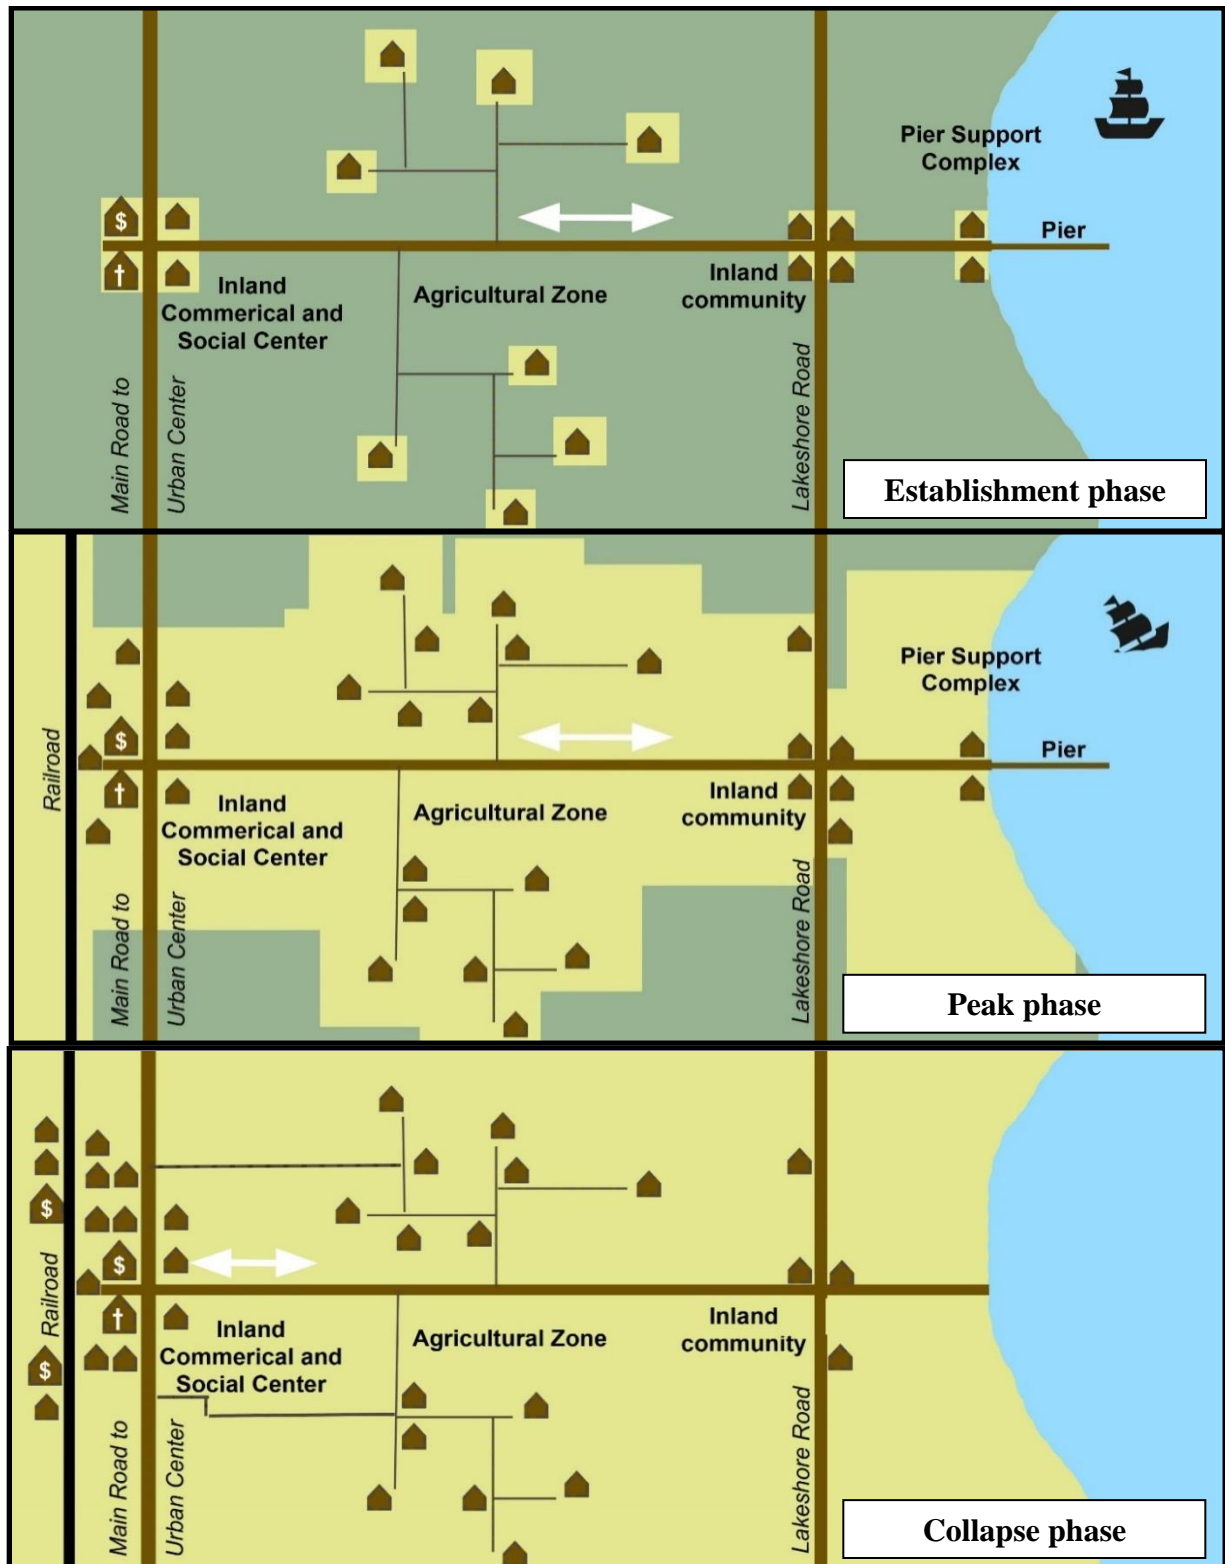 Pier Support
Complex
$
Pier
†
Inland
Commerical and
Social Center
Agricultural Zone
Inland
community
Main Road to
Urban Center
Lakeshore Road
Establishment phase
Pier Support
Complex
Railroad
$
Pier
†
Inland
Commerical and
Social Center
Agricultural Zone
Inland
community
Main Road to
Urban Center
Lakeshore Road
Peak phase
$
$
Railroad
†
$
Inland
Commerical and
Social Center
Agricultural Zone
Inland
community
Main Road to
Urban Center
Lakeshore Road
Collapse phase